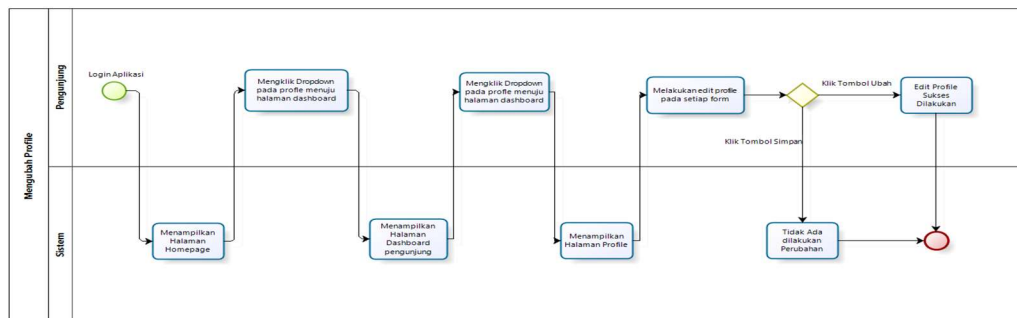 Mengubah Profile
Pengunjung
Login Aplikasi
Mengklik Dropdown
pada profle menuju
halaman dashboard
Mengklik Dropdown
pada profle menuju
halaman dashboard
Melakukan edit profile
pada setiap form
Klik Tombol Ubah
Edit Profile
Sukses
Dilakukan
Klik Tombol Simpan
Sistem
Menampilkan
Halaman
Homepage
Menampilkan
Halaman
Dashboard
pengunjung
Menampilkan
Halaman Profile
Tidak Ada
dilakukan
Perubahan